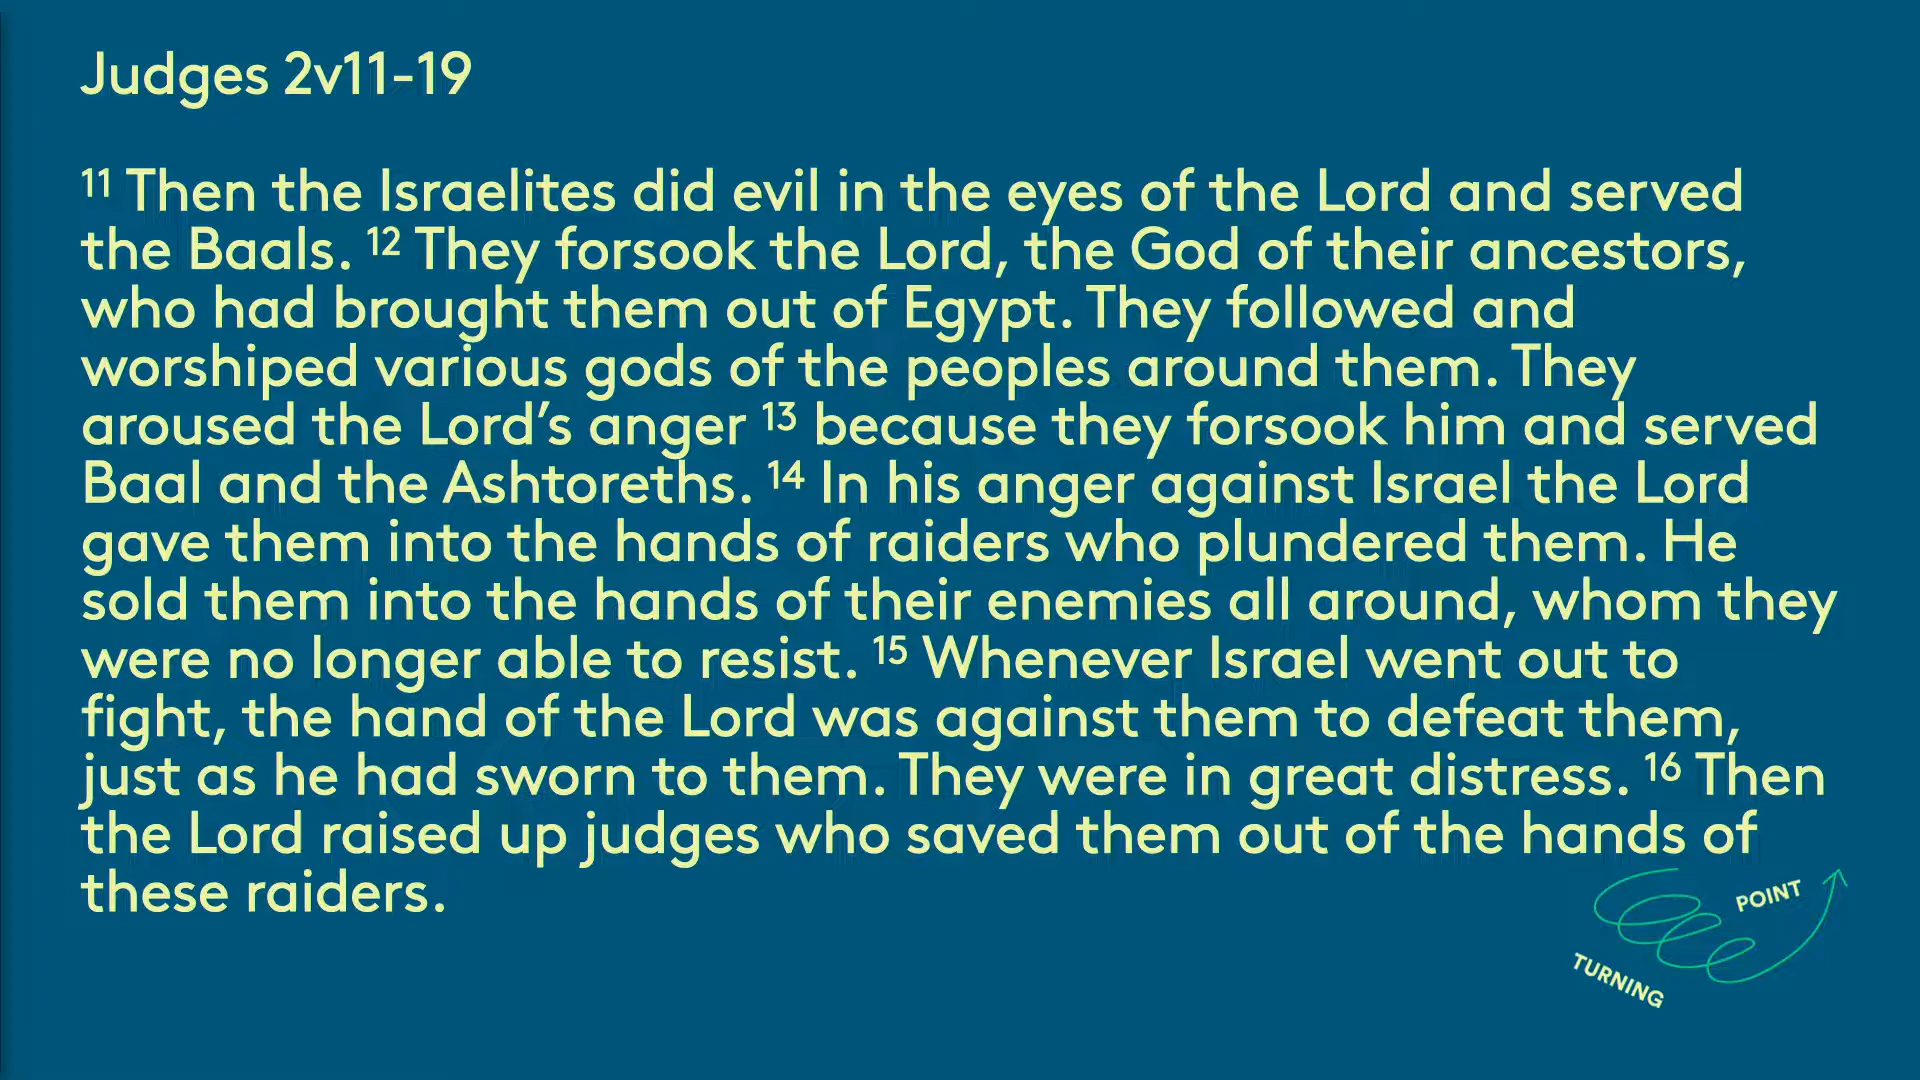 Judges 2v11-19
¹¹ Then the Israelites did evil in the eyes of the Lord and served
the Baals. ¹² They forsook the Lord, the God of their ancestors,
who had brought them out of Egypt. They followed and
worshiped various gods of the peoples around them. They
aroused the Lord’s anger ¹³ because they forsook him and served
Baal and the Ashtoreths. ¹⁴ In his anger against Israel the Lord
gave them into the hands of raiders who plundered them. He
sold them into the hands of their enemies all around, whom they
were no longer able to resist. ¹⁵ Whenever Israel went out to
fight, the hand of the Lord was against them to defeat them,
just as he had sworn to them. They were in great distress. ¹⁶ Then
the Lord raised up judges who saved them out of the hands of
these raiders.
TURNING
POINT